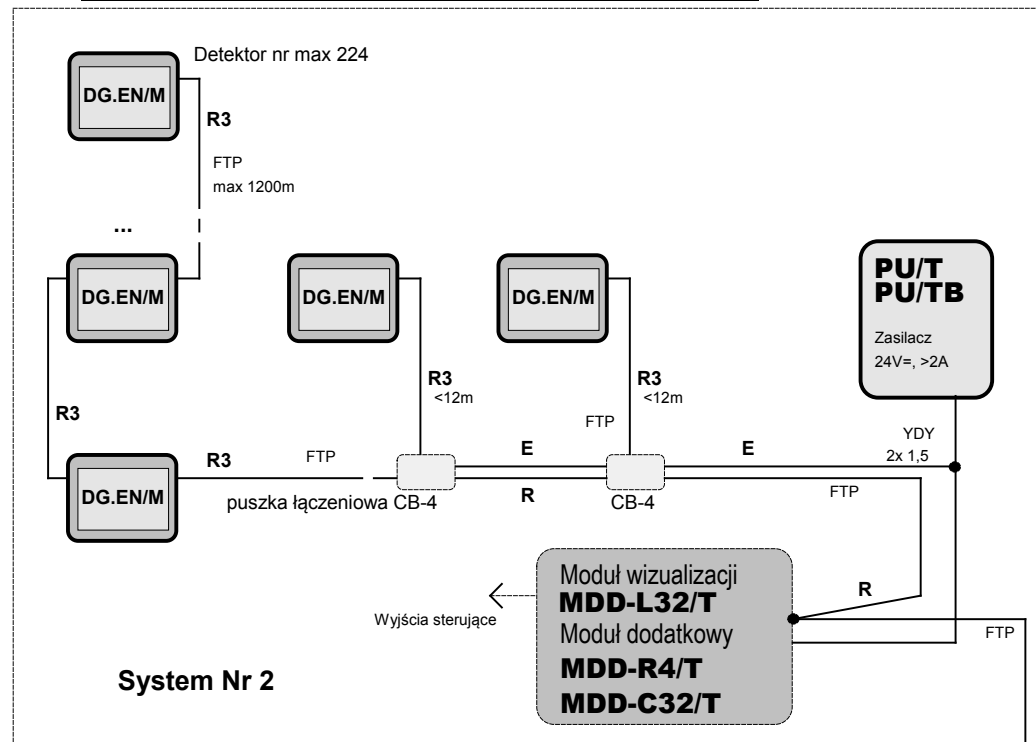 Detektor nr max 224
DG.EN/M
R3
FTP
max 1200m
...
DG.EN/M
DG.EN/M
DG.EN/M
PU/T
PU/TB
Zasilacz
24V=, >2A
R3
<12m
R3
<12m
R3
FTP
YDY
2x 1,5
R3
FTP
E
E
DG.EN/M
puszka łączeniowa CB-4
R
CB-4
FTP
Moduł wizualizacji
MDD-L32/T
Moduł dodatkowy
MDD-R4/T
MDD-C32/T
R
Wyjścia sterujące
FTP
System Nr 2